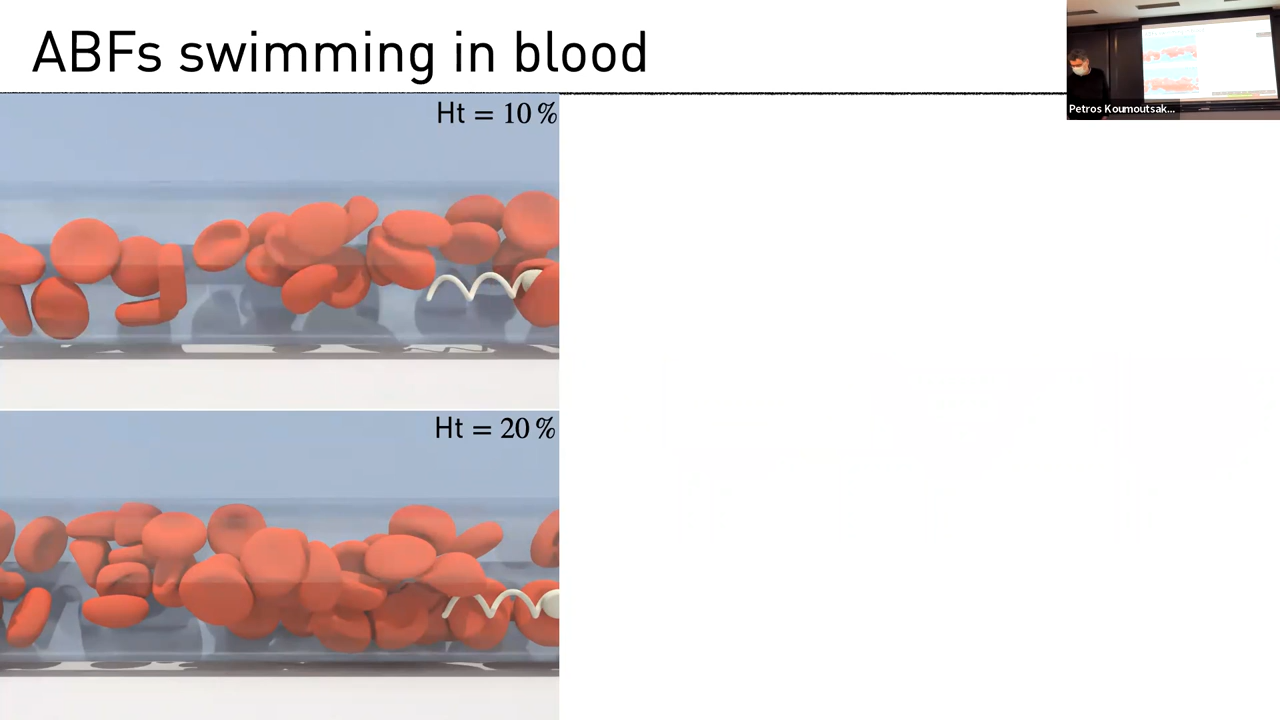 ABFs swimming in blood
Ht = 10 %
Petros Koumoutsak...
Ht = 20 %